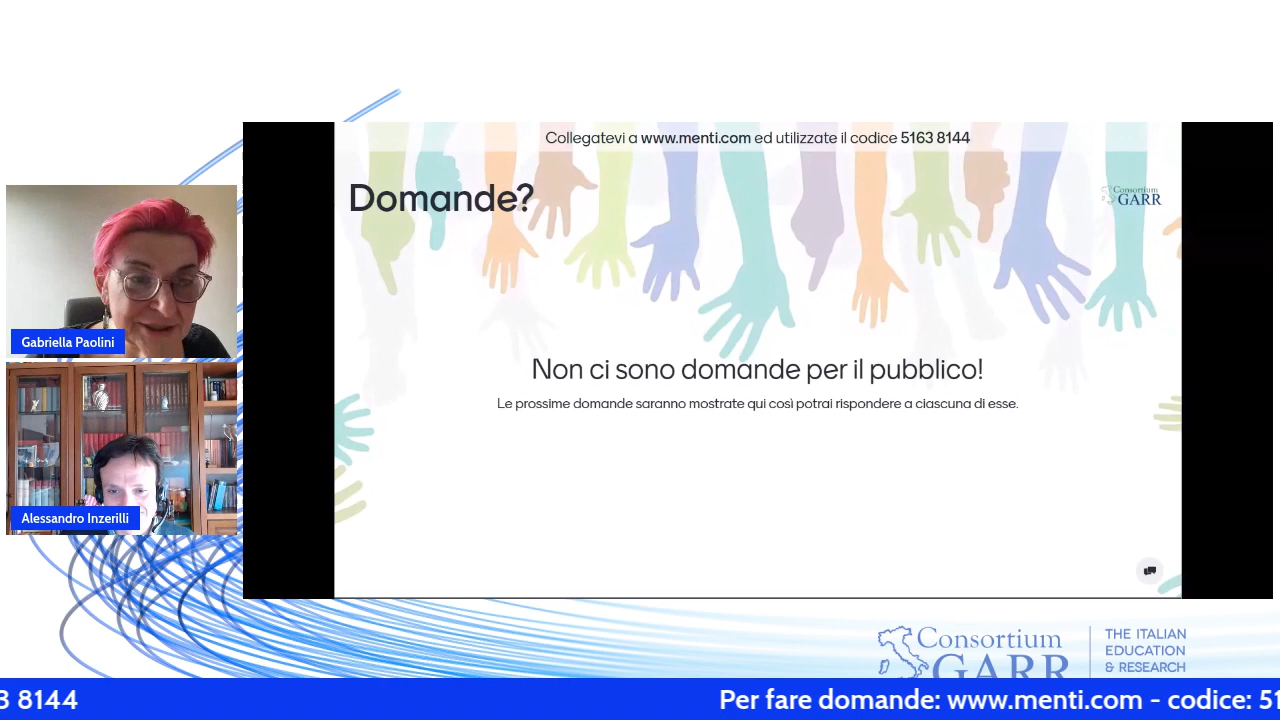 Collegatevi a www.menti.com ed utilizzate il codice 5163 8144
Domande?
Consortium
GARR
Non ci sono domande per il pubblico!
Le prossime domande saranno mostrate qui così potrai rispondere a ciascuna di esse.
Gabriella Paolini
Alessandro Inzerilli
Consortium
GARR
THE ITALIAN
EDUCATION
& RESEARCH
3 8144 Per fare domande: www.menti.com - codice: 51